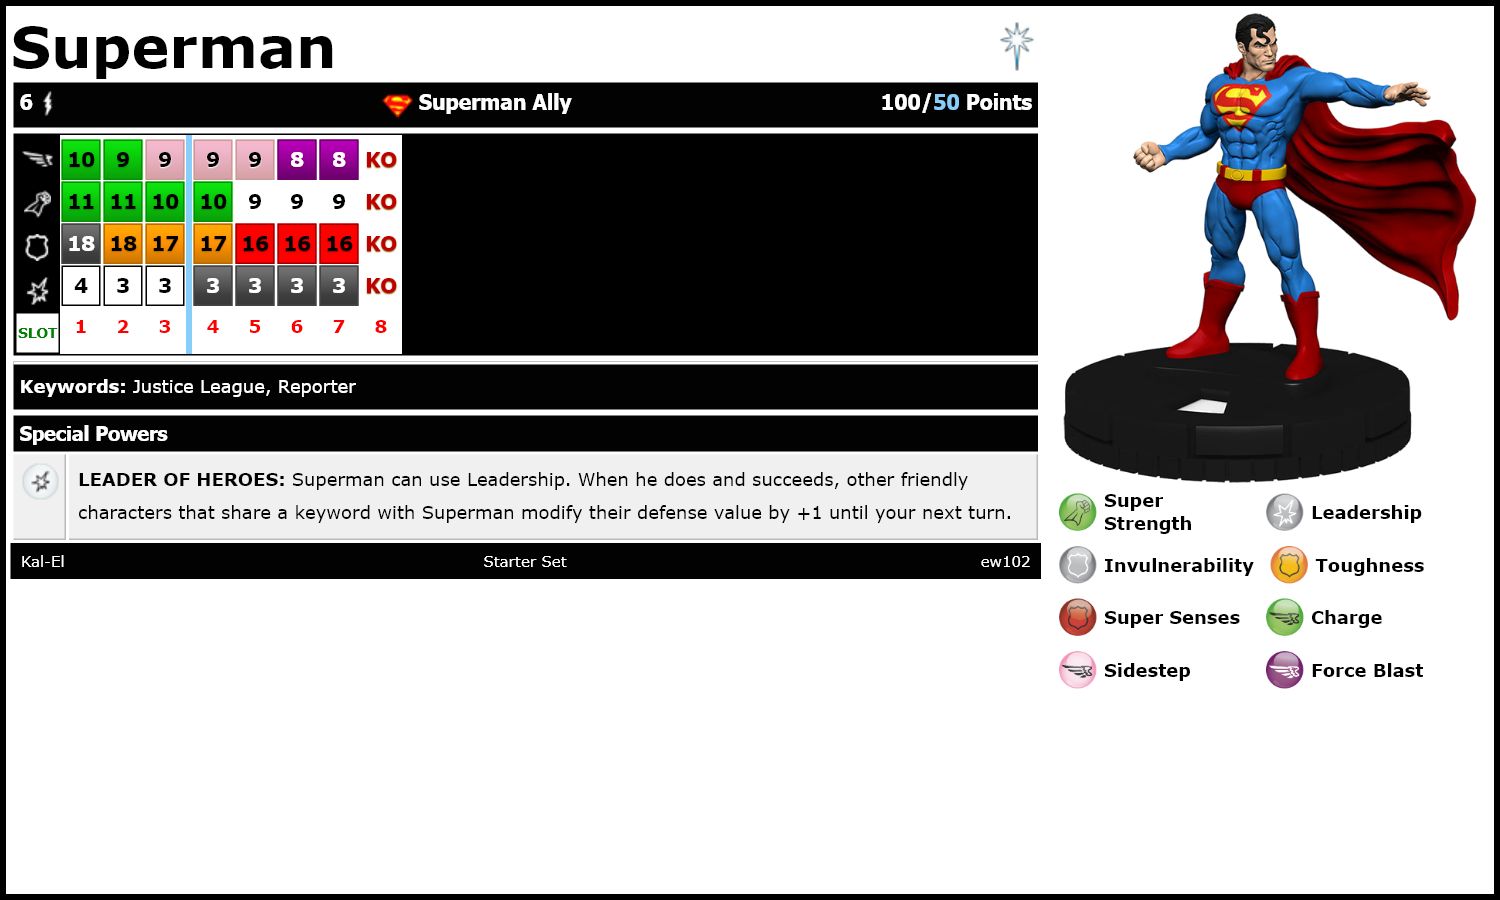 Superman
6 Superman Ally 100/50 Points
10 9 9 9 9 8 8 KO
11 11 10 10 9 9 9 KO
18 18 17 17 16 16 16 KO
4 3 3 3 3 3 3 KO
SLOT 1 2 3 4 5 6 7 8
Keywords: Justice League, Reporter
Special Powers
LEADER OF HEROES: Superman can use Leadership. When he does and succeeds, other friendly
characters that share a keyword with Superman modify their defense value by +1 until your next turn.
Kal-El Starter Set ew102
S
Super
Strength
Leadership
Invulnerability Toughness
Super Senses Charge
Sidestep Force Blast